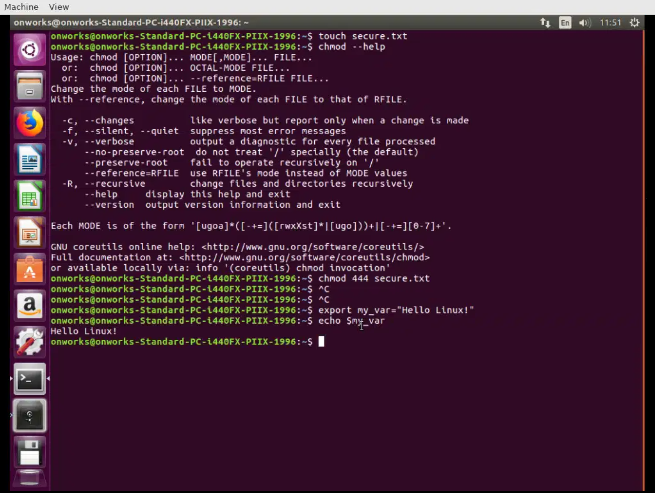 Machine View
onworks@onworks-Standard-PC-i440FX-PIIX-1996: ~
En
11:51
onworks@onworks-Standard-PC-i440FX-PIIX-1996:~$ touch secure.txt
onworks@onworks-Standard-PC-i440FX-PIIX-1996:~$ chmod --help
Usage: chmod [OPTION]... MODE[,MODE]... FILE...
or: chmod [OPTION]... OCTAL-MODE FILE...
or: chmod [OPTION]... --reference=RFILE FILE...
Change the mode of each FILE to MODE.
With --reference, change the mode of each FILE to that of RFILE.
-c, --changes like verbose but report only when a change is made
-f, --silent, --quiet suppress most error messages
-v, --verbose output a diagnostic for every file processed
--no-preserve-root do not treat '/' specially (the default)
--preserve-root fail to operate recursively on '/'
--reference=RFILE use RFILE's mode instead of MODE values
-R, --recursive change files and directories recursively
--help display this help and exit
--version output version information and exit
Each MODE is of the form '[ugoa]*([-+=]([rwxXst]*|[ugo]))+|[-+=][0-7]+'.
GNU coreutils online help: <http://www.gnu.org/software/coreutils/>
Full documentation at: <http://www.gnu.org/software/coreutils/chmod>
or available locally via: info '(coreutils) chmod invocation'
onworks@onworks-Standard-PC-i440FX-PIIX-1996:~$ chmod 444 secure.txt
onworks@onworks-Standard-PC-i440FX-PIIX-1996:~$ ^C
onworks@onworks-Standard-PC-i440FX-PIIX-1996:~$ ^C
onworks@onworks-Standard-PC-i440FX-PIIX-1996:~$ export my_var="Hello Linux!"
onworks@onworks-Standard-PC-i440FX-PIIX-1996:~$ echo $my_var
Hello Linux!
onworks@onworks-Standard-PC-i440FX-PIIX-1996:~$